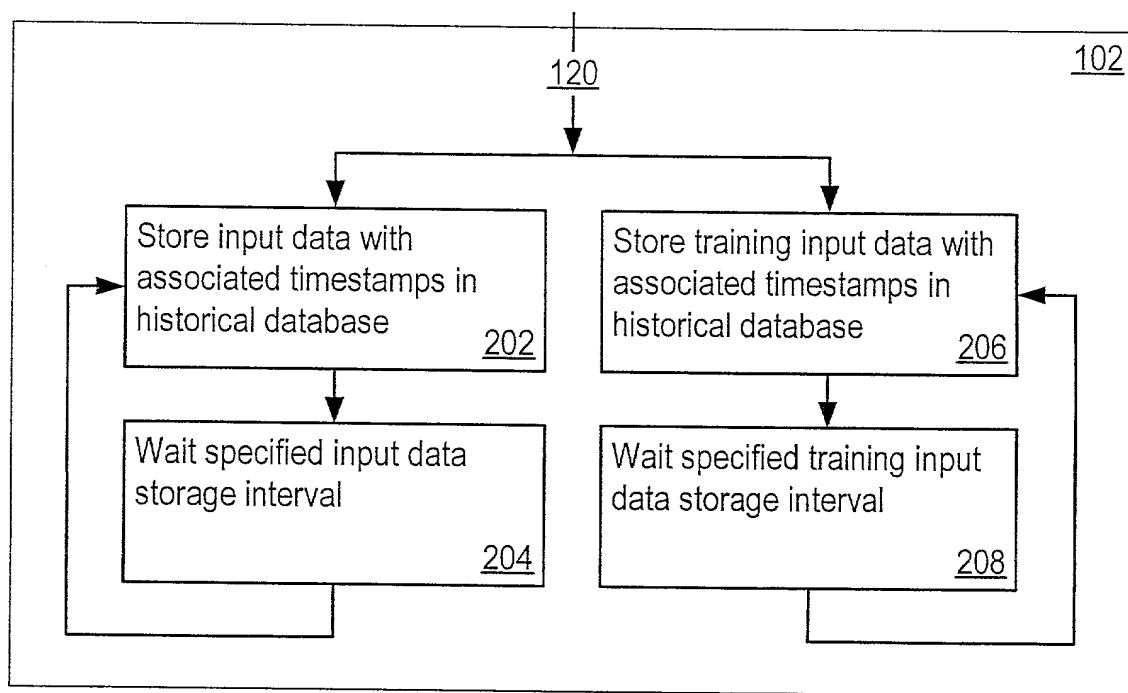 102
120
Store input data with
associated timestamps in
historical database
202
Store training input data with
associated timestamps in
historical database
206
Wait specified input data
storage interval
204
Wait specified training input
data storage interval
208